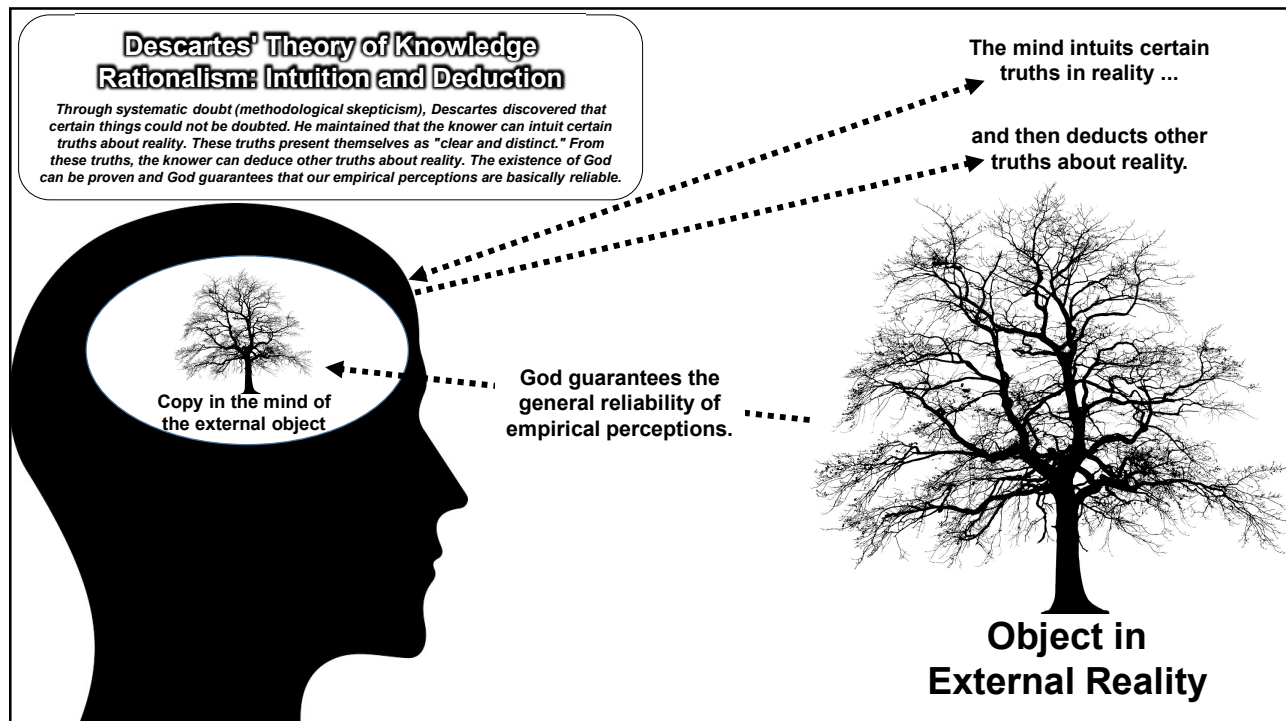 Descartes' Theory of Knowledge
Rationalism: Intuition and Deduction
Through systematic doubt (methodological skepticism), Descartes discovered that
certain things could not be doubted. He maintained that the knower can intuit certain
truths about reality. These truths present themselves as "clear and distinct." From
these truths, the knower can deduce other truths about reality. The existence of God
can be proven and God guarantees that our empirical perceptions are basically reliable.
The mind intuits certain
truths in reality ...
and then deducts other
truths about reality.
Copy in the mind of
the external object
God guarantees the
general reliability of
empirical perceptions.
Object in
External Reality